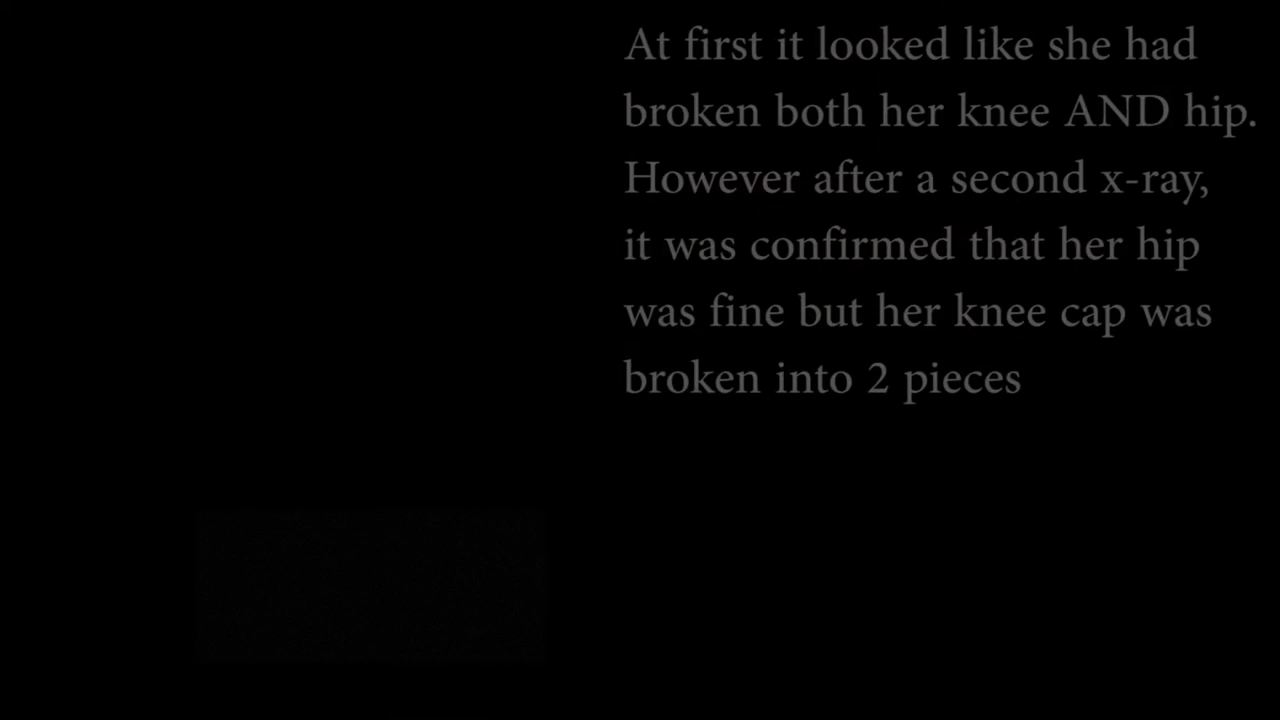 At first it looked like she had
broken both her knee AND hip.
However after a second x-ray,
it was confirmed that her hip
was fine but her knee cap was
broken into 2 pieces